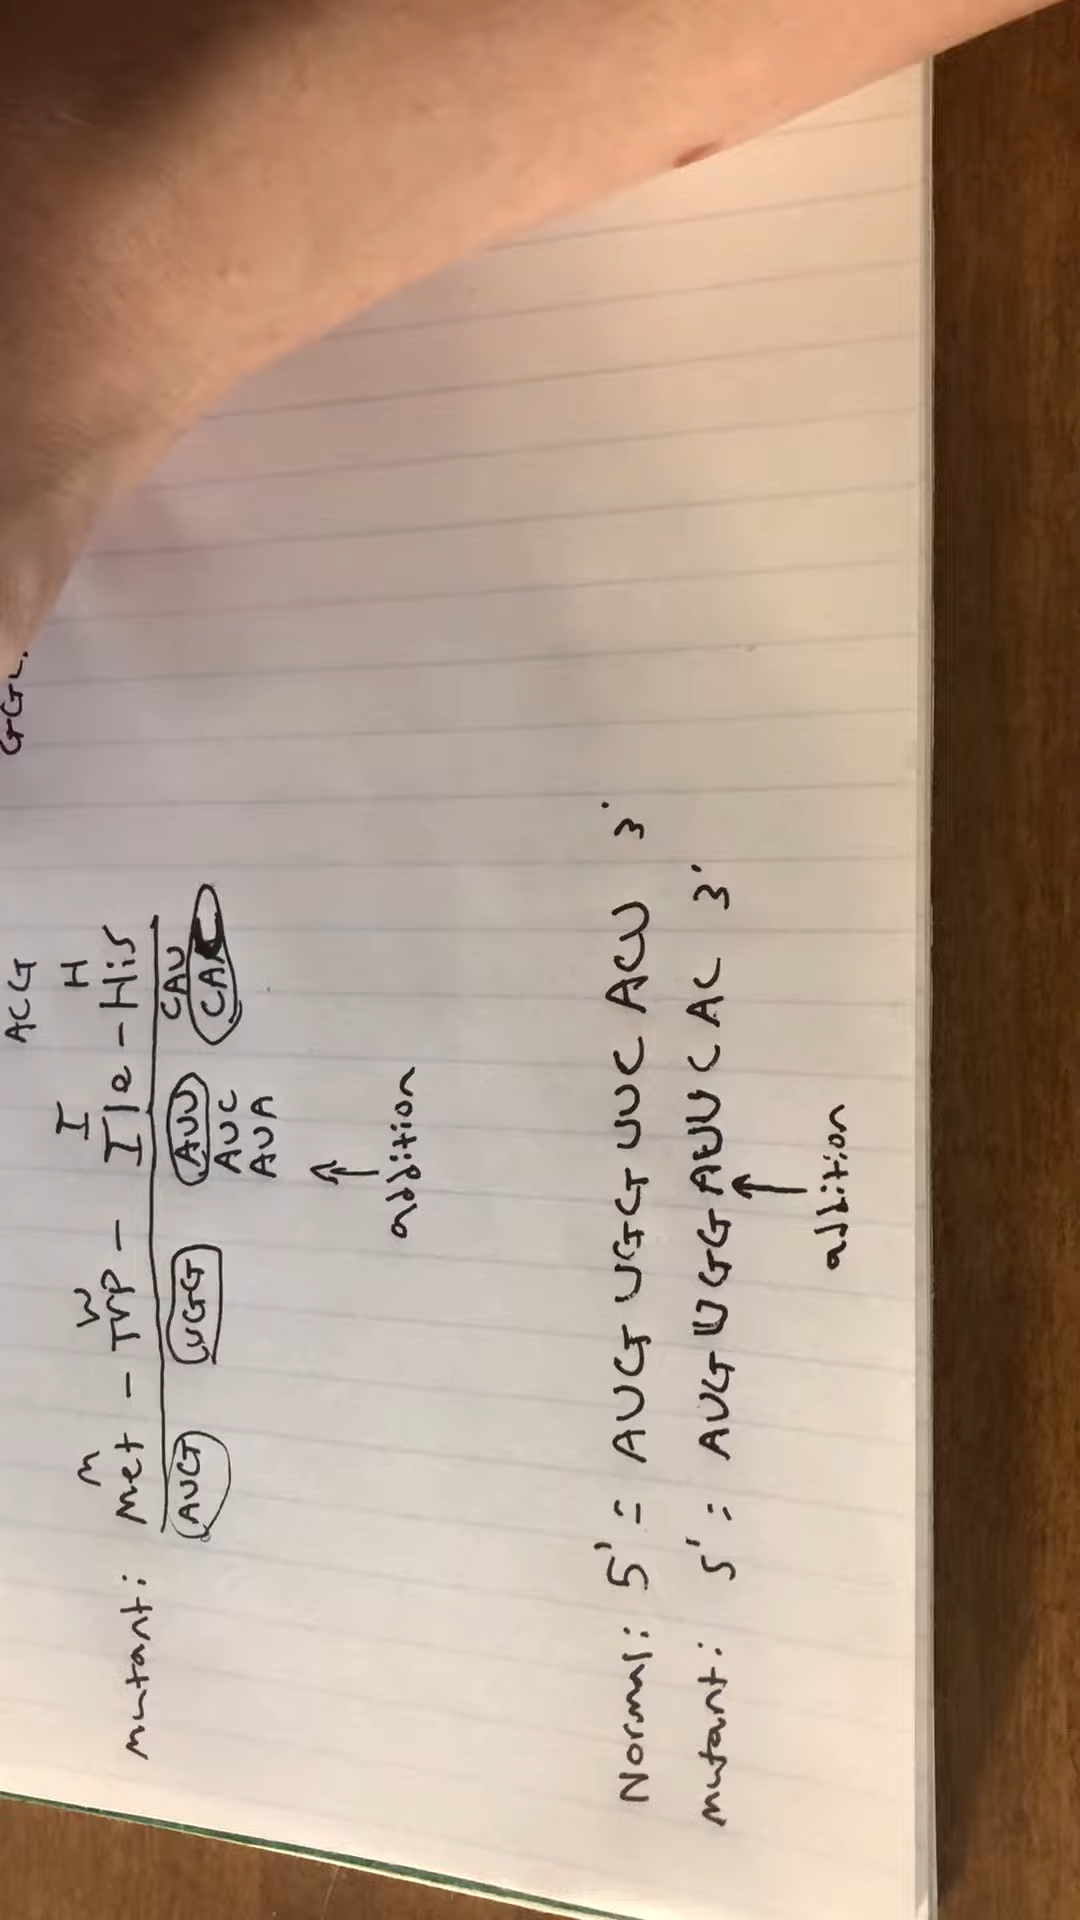 ACG
M W I H
mutant: Met - Trp - Ile - His
AUG UGG AUU CAU
AUC CAC
AUA
addition
Normal: 5' = AUG UGG UUC ACU 3'
mutant: 5' : AUG UGG AUU CAC 3'
addition